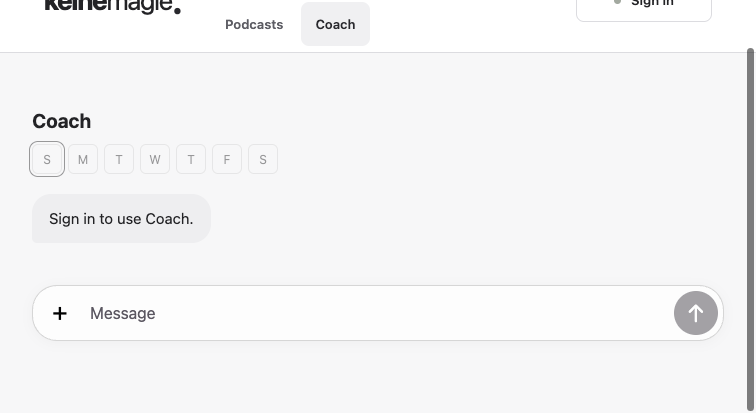 keinemagie.
Sign in
Podcasts
Coach
Coach
S M T W T F S
Sign in to use Coach.
Message